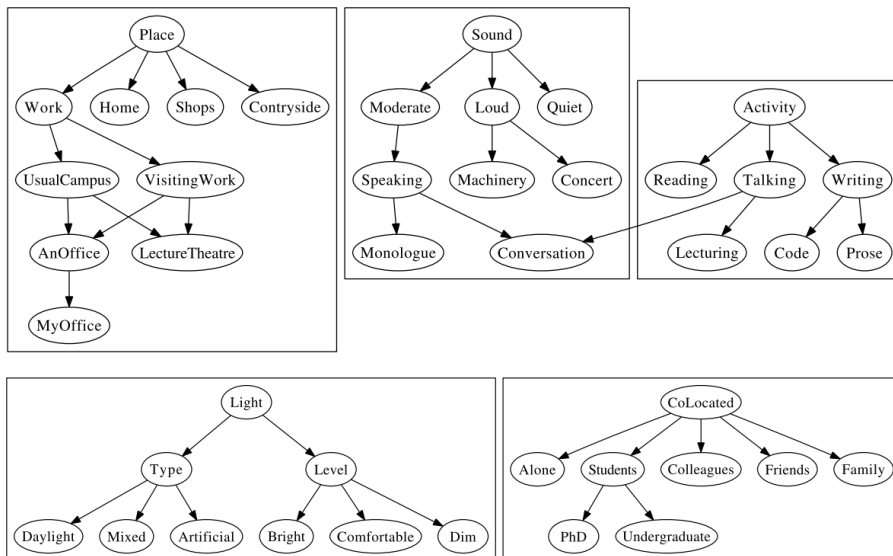 Place
Work Home Shops Contryside
UsualCampus VisitingWork
AnOffice LectureTheatre
MyOffice
Sound
Moderate Loud Quiet
Speaking Machinery Concert
Monologue Conversation
Activity
Reading Talking Writing
Lecturing Code Prose
Light
Type Level
Daylight Mixed Artificial Bright Comfortable Dim
CoLocated
Alone Students Colleagues Friends Family
PhD Undergraduate